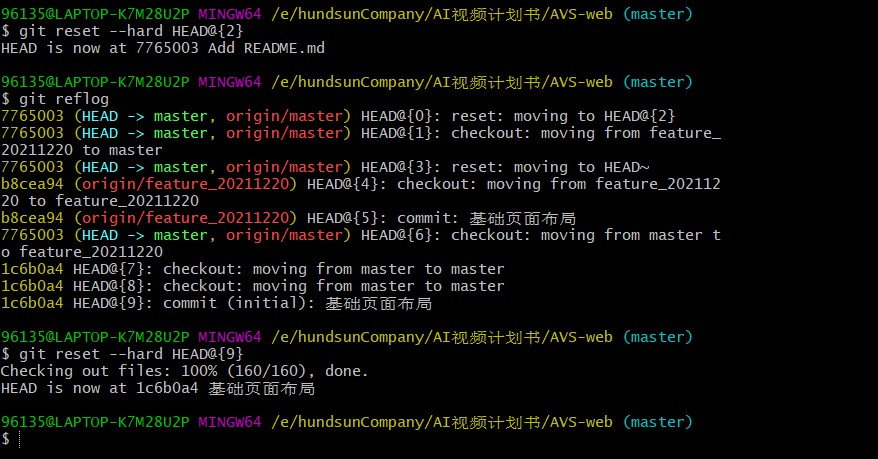 96135@LAPTOP-K7M28U2P MINGW64 /e/hundsunCompany/AI视频计划书/AVS-web (master)
$ git reset --hard HEAD@{2}
HEAD is now at 7765003 Add README.md
96135@LAPTOP-K7M28U2P MINGW64 /e/hundsunCompany/AI视频计划书/AVS-web (master)
$ git reflog
7765003 (HEAD -> master, origin/master) HEAD@{0}: reset: moving to HEAD@{2}
7765003 (HEAD -> master, origin/master) HEAD@{1}: checkout: moving from feature_
20211220 to master
7765003 (HEAD -> master, origin/master) HEAD@{3}: reset: moving to HEAD~
b8cea94 (origin/feature_20211220) HEAD@{4}: checkout: moving from feature_202112
20 to feature_20211220
b8cea94 (origin/feature_20211220) HEAD@{5}: commit: 基础页面布局
7765003 (HEAD -> master, origin/master) HEAD@{6}: checkout: moving from master t
o feature_20211220
1c6b0a4 HEAD@{7}: checkout: moving from master to master
1c6b0a4 HEAD@{8}: checkout: moving from master to master
1c6b0a4 HEAD@{9}: commit (initial): 基础页面布局
96135@LAPTOP-K7M28U2P MINGW64 /e/hundsunCompany/AI视频计划书/AVS-web (master)
$ git reset --hard HEAD@{9}
Checking out files: 100% (160/160), done.
HEAD is now at 1c6b0a4 基础页面布局
96135@LAPTOP-K7M28U2P MINGW64 /e/hundsunCompany/AI视频计划书/AVS-web (master)
$